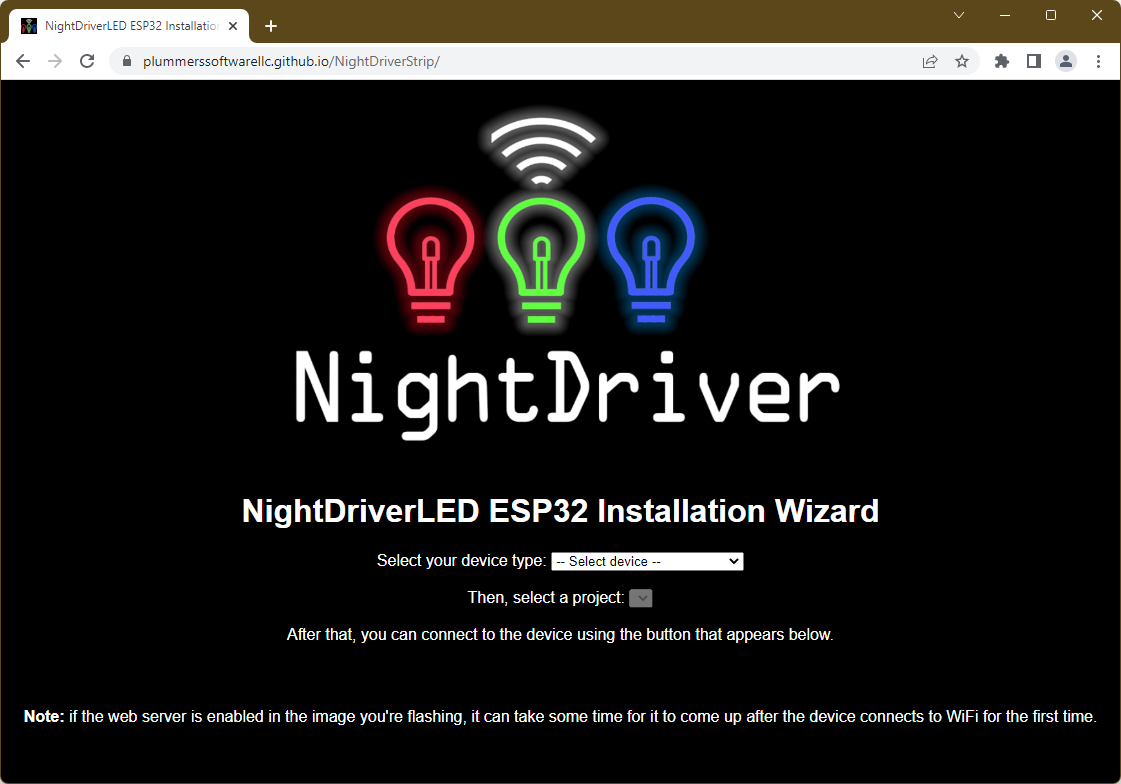 NightDriverLED ESP32 Installation
plummerssoftwarellc.github.io/NightDriverStrip/
NightDriver
NightDriverLED ESP32 Installation Wizard
Select your device type: -- Select device --
Then, select a project:
After that, you can connect to the device using the button that appears below.
Note: if the web server is enabled in the image you're flashing, it can take some time for it to come up after the device connects to WiFi for the first time.